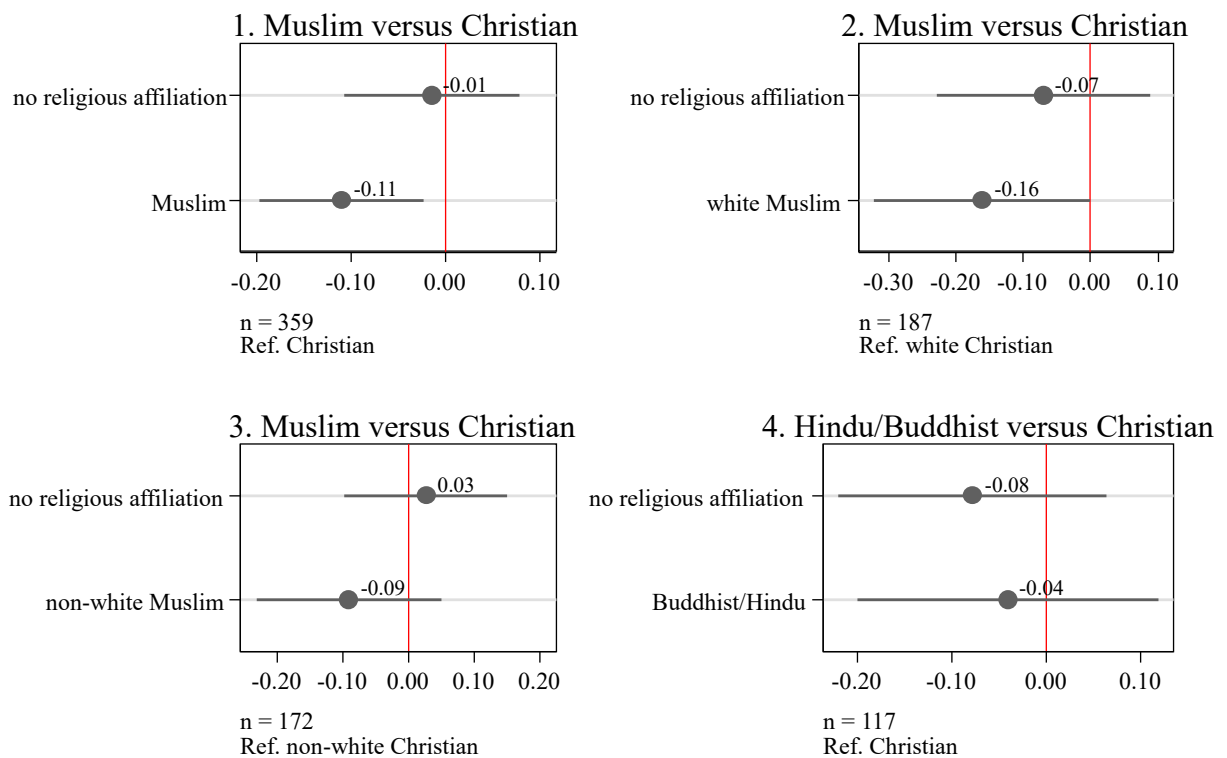 1. Muslim versus Christian
no religious affiliation
-0.01
Muslim
-0.11
-0.20 -0.10 0.00 0.10
n = 359
Ref. Christian
2. Muslim versus Christian
no religious affiliation
-0.07
white Muslim
-0.16
-0.30 -0.20 -0.10 0.00 0.10
n = 187
Ref. white Christian
3. Muslim versus Christian
no religious affiliation
0.03
non-white Muslim
-0.09
-0.20 -0.10 0.00 0.10 0.20
n = 172
Ref. non-white Christian
4. Hindu/Buddhist versus Christian
no religious affiliation
-0.08
Buddhist/Hindu
-0.04
-0.20 -0.10 0.00 0.10
n = 117
Ref. Christian